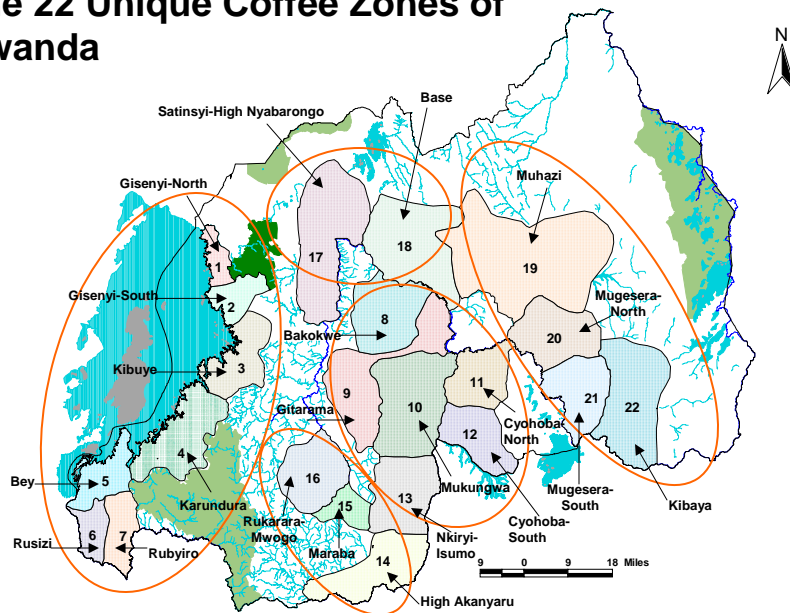 e 22 Unique Coffee Zones of
wanda
N
Base
Satinsyi-High Nyabarongo
Muhazi
Gisenyi-North
17
18
1
19
Gisenyi-South
2
Mugesera-
North
8
Bakokwe
20
Kibuye
3
11
21
22
9
10
Gitarama
Cyohoba-
North
12
4
16
Mukungwa
Bey
5
Karundura
13
Mugesera-
South
Kibaya
15
Rukarara-
Mwogo
Cyohoba-
South
Rusizi
6
7
Rubyiro
Maraba
Nkiryi-
Isumo
14
9 0 9 18 Miles
High Akanyaru